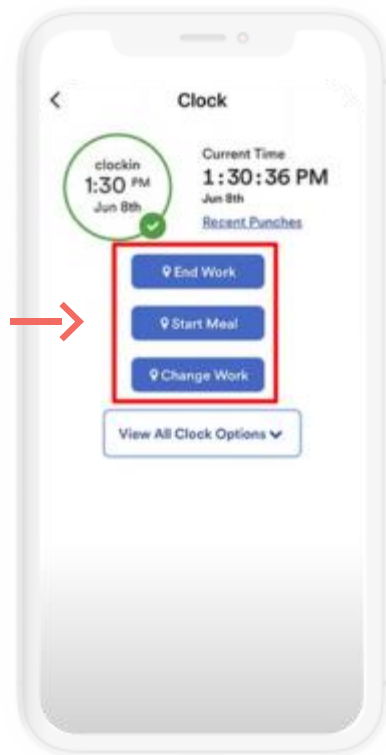 Clock
clockin
1:30 PM
Jun 8th
Current Time
1:30:36 PM
Jun 8th
Recent Punches
End Work
Start Meal
Change Work
View All Clock Options